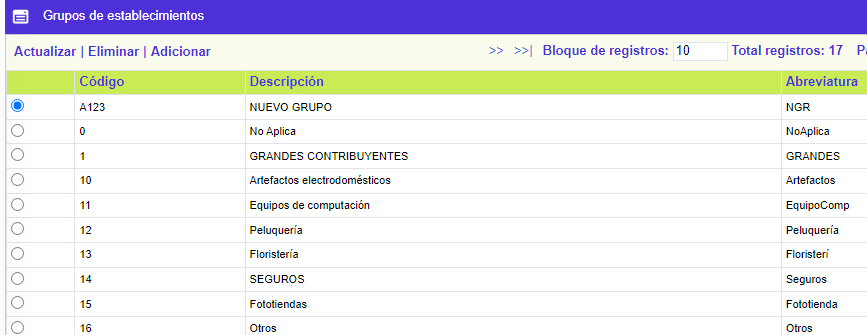 Grupos de establecimientos
Actualizar | Eliminar | Adicionar >> >>| Bloque de registros: 10 Total registros: 17
Código Descripción Abreviatura
A123 NUEVO GRUPO NGR
0 No Aplica NoAplica
1 GRANDES CONTRIBUYENTES GRANDES
10 Artefactos electrodomésticos Artefactos
11 Equipos de computación EquipoComp
12 Peluquería Peluquería
13 Floristería Floristerí
14 SEGUROS Seguros
15 Fototiendas Fototienda
16 Otros Otros